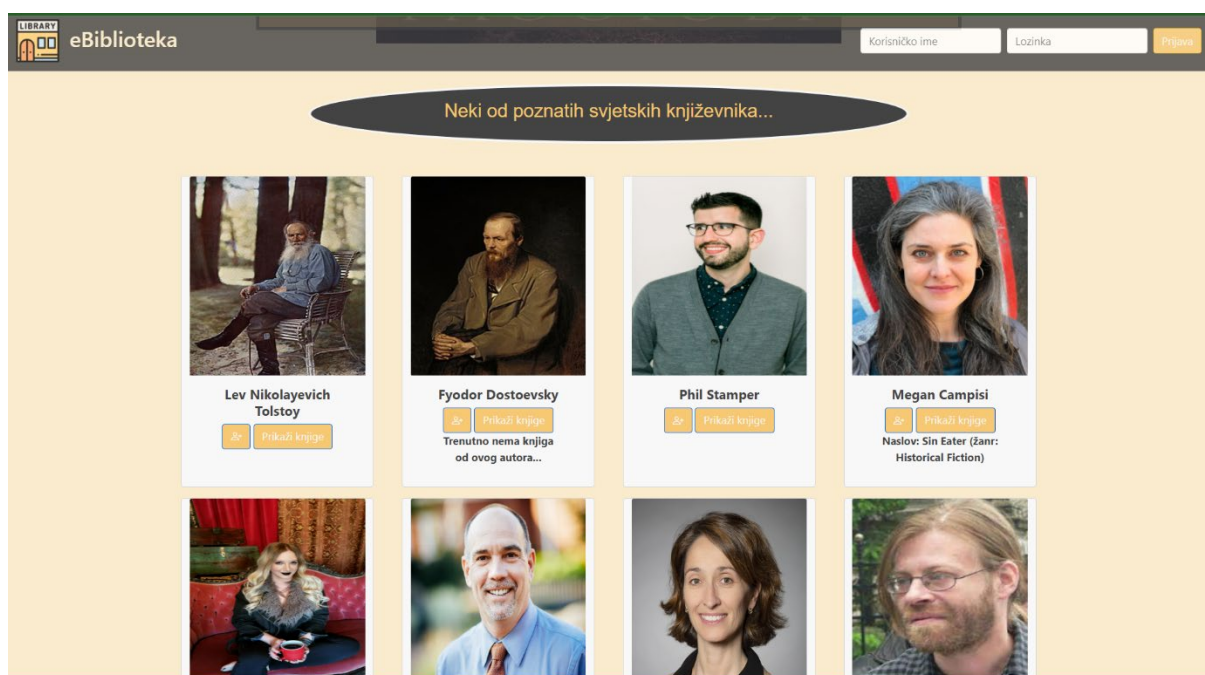 LIBRARY
eBiblioteka
Korisničko ime
Lozinka
Prijava
Neki od poznatih svjetskih književnika...
Lev Nikolayevich
Tolstoy
Prikaži knjige
Fyodor Dostoevsky
Prikaži knjige
Trenutno nema knjiga
od ovog autora...
Phil Stamper
Prikaži knjige
Megan Campisi
Prikaži knjige
Naslov: Sin Eater (žanr:
Historical Fiction)